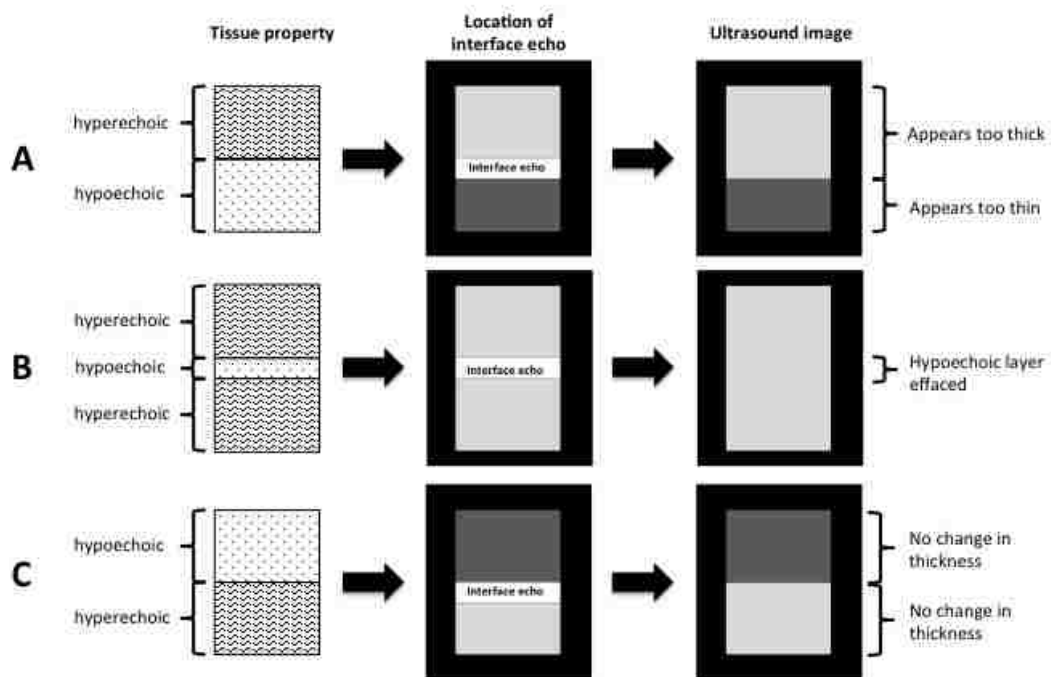 Tissue property
Location of
interface echo
Ultrasound image
A
hyperechoic
hypoechoic
Interface echo
Appears too thick
Appears too thin
B
hyperechoic
hypoechoic
hyperechoic
Interface echo
Hypoechoic layer
effaced
C
hypoechoic
hyperechoic
Interface echo
No change in
thickness
No change in
thickness